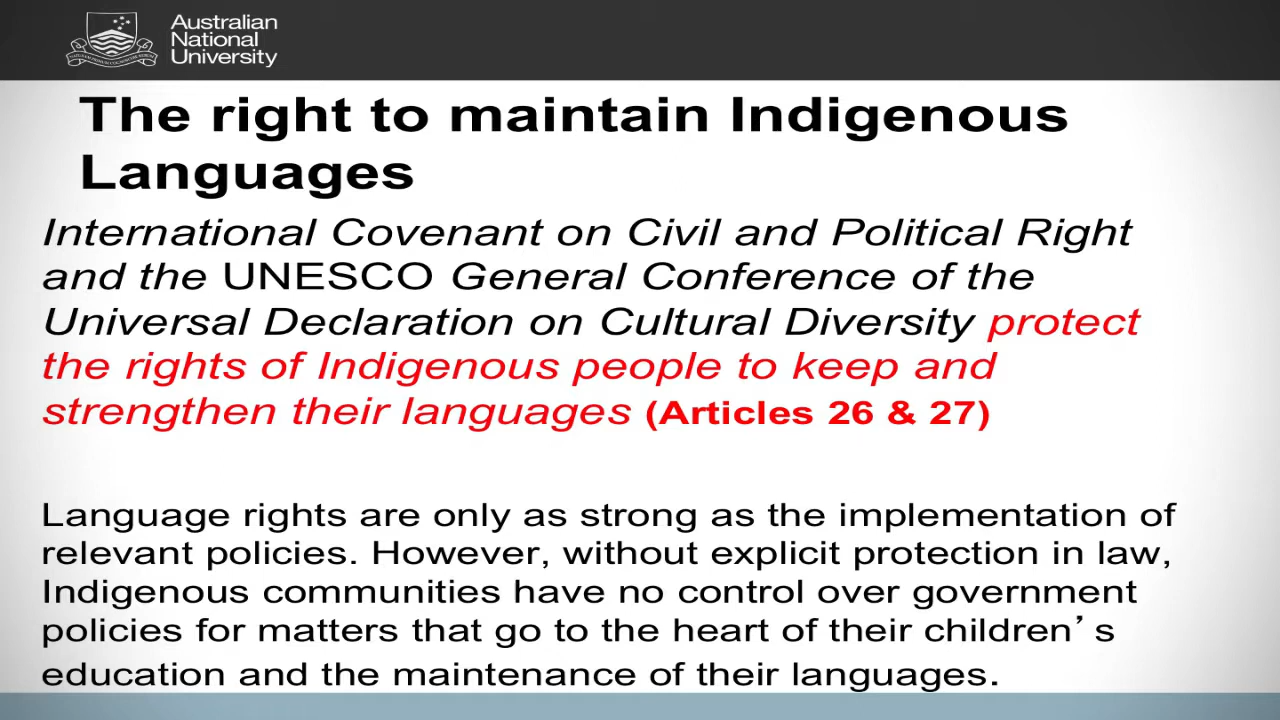 Australian
National
University
The right to maintain Indigenous
Languages
International Covenant on Civil and Political Right
and the UNESCO General Conference of the
Universal Declaration on Cultural Diversity protect
the rights of Indigenous people to keep and
strengthen their languages (Articles 26 & 27)
Language rights are only as strong as the implementation of
relevant policies. However, without explicit protection in law,
Indigenous communities have no control over government
policies for matters that go to the heart of their children’s
education and the maintenance of their languages.